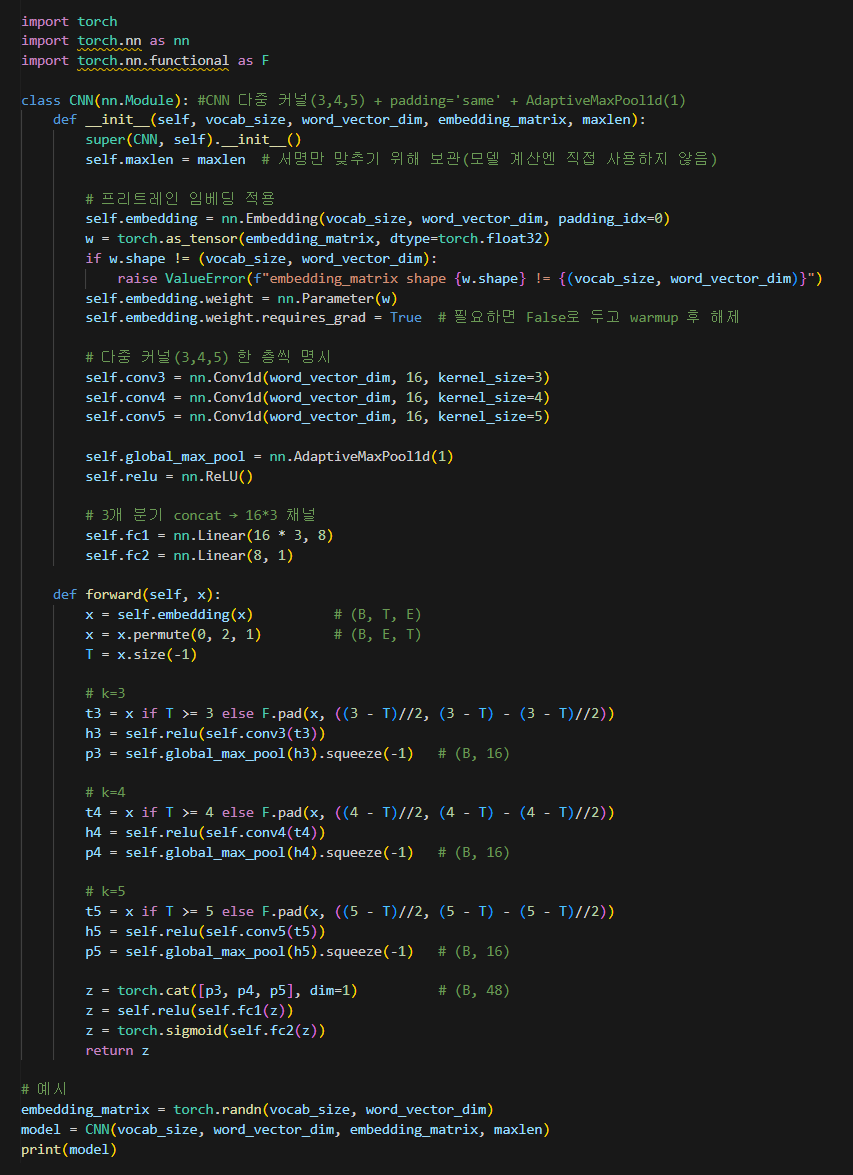 import torch
import torch.nn as nn
import torch.nn.functional as F

class CNN(nn.Module): #CNN 다중 커널(3,4,5) + padding='same' + AdaptiveMaxPool1d(1)
    def __init__(self, vocab_size, word_vector_dim, embedding_matrix, maxlen):
        super(CNN, self).__init__()
        self.maxlen = maxlen  # 서명만 맞추기 위해 보관(모델 계산엔 직접 사용하지 않음)

        # 프리트레인 임베딩 적용
        self.embedding = nn.Embedding(vocab_size, word_vector_dim, padding_idx=0)
        w = torch.as_tensor(embedding_matrix, dtype=torch.float32)
        if w.shape != (vocab_size, word_vector_dim):
            raise ValueError(f"embedding_matrix shape {w.shape} != {(vocab_size, word_vector_dim)}")
        self.embedding.weight = nn.Parameter(w)
        self.embedding.weight.requires_grad = True  # 필요하면 False로 두고 warmup 후 해제

        # 다중 커널(3,4,5) 한 층씩 명시
        self.conv3 = nn.Conv1d(word_vector_dim, 16, kernel_size=3)
        self.conv4 = nn.Conv1d(word_vector_dim, 16, kernel_size=4)
        self.conv5 = nn.Conv1d(word_vector_dim, 16, kernel_size=5)

        self.global_max_pool = nn.AdaptiveMaxPool1d(1)
        self.relu = nn.ReLU()

        # 3개 분기 concat → 16*3 채널
        self.fc1 = nn.Linear(16 * 3, 8)
        self.fc2 = nn.Linear(8, 1)

    def forward(self, x):
        x = self.embedding(x)          # (B, T, E)
        x = x.permute(0, 2, 1)         # (B, E, T)
        T = x.size(-1)

        # k=3
        t3 = x if T >= 3 else F.pad(x, ((3 - T)//2, (3 - T) - (3 - T)//2))
        h3 = self.relu(self.conv3(t3))
        p3 = self.global_max_pool(h3).squeeze(-1)   # (B, 16)

        # k=4
        t4 = x if T >= 4 else F.pad(x, ((4 - T)//2, (4 - T) - (4 - T)//2))
        h4 = self.relu(self.conv4(t4))
        p4 = self.global_max_pool(h4).squeeze(-1)   # (B, 16)

        # k=5
        t5 = x if T >= 5 else F.pad(x, ((5 - T)//2, (5 - T) - (5 - T)//2))
        h5 = self.relu(self.conv5(t5))
        p5 = self.global_max_pool(h5).squeeze(-1)   # (B, 16)

        z = torch.cat([p3, p4, p5], dim=1)          # (B, 48)
        z = self.relu(self.fc1(z))
        z = torch.sigmoid(self.fc2(z))
        return z

# 예시
embedding_matrix = torch.randn(vocab_size, word_vector_dim)
model = CNN(vocab_size, word_vector_dim, embedding_matrix, maxlen)
print(model)